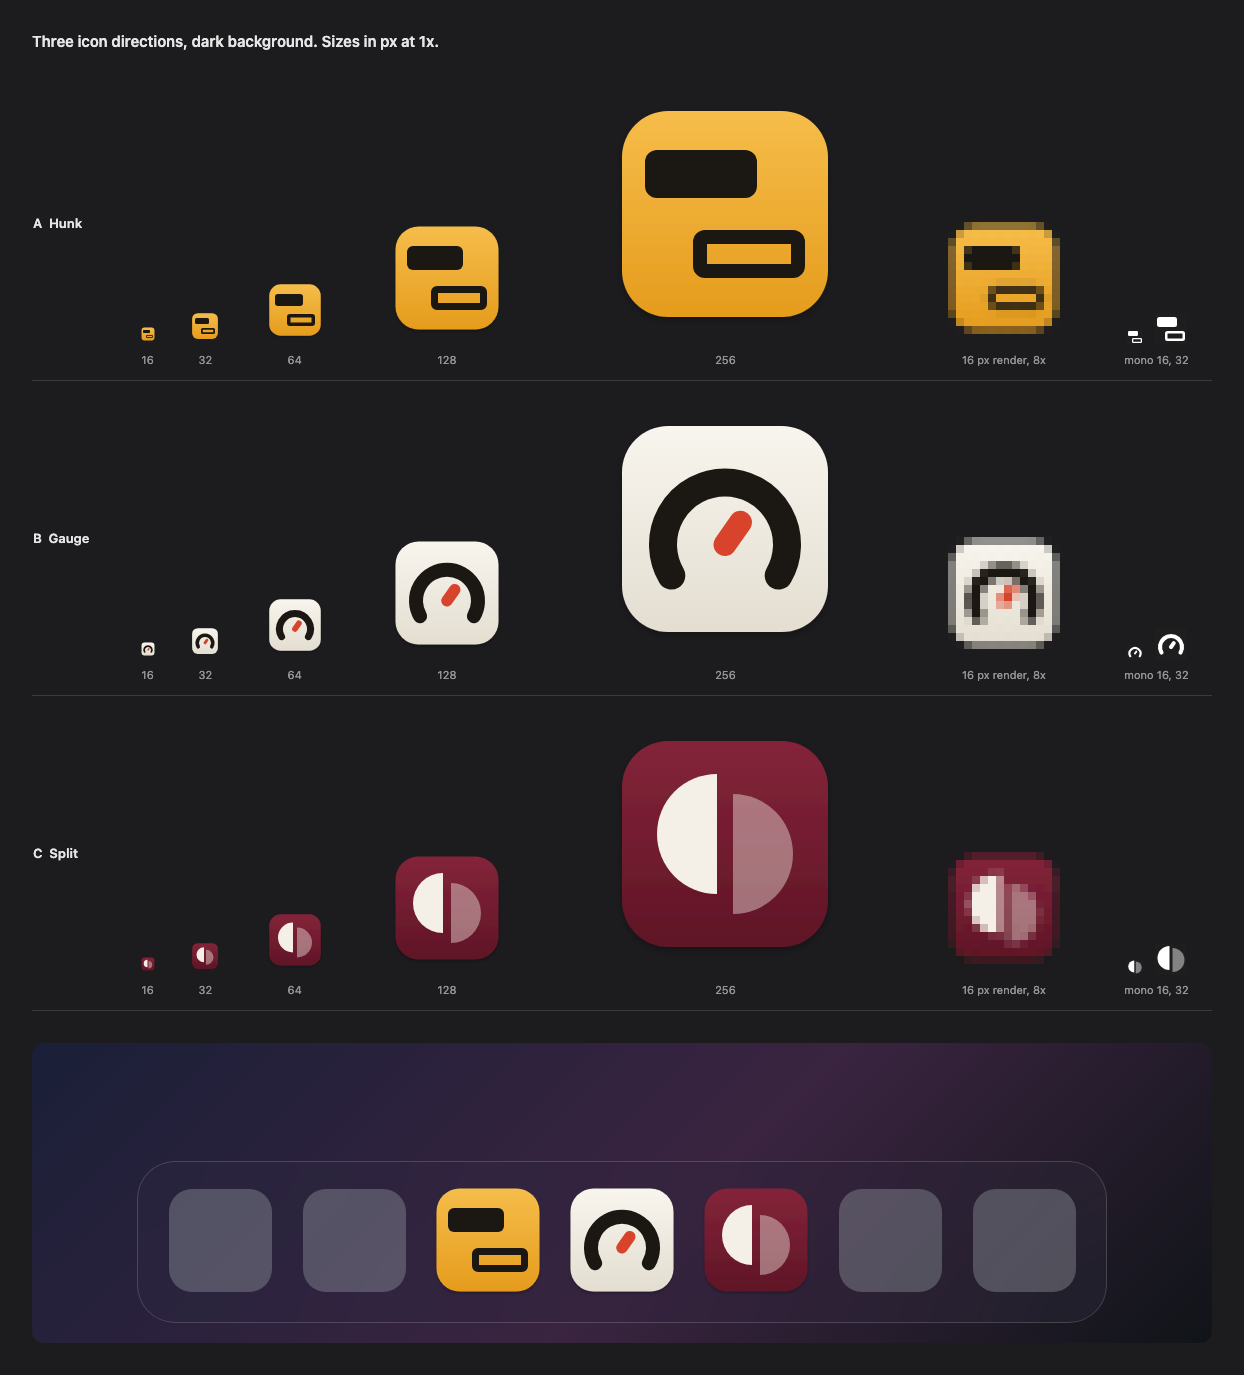 Three icon directions, dark background. Sizes in px at 1x.
A Hunk
16 32 64 128 256 16 px render, 8x mono 16, 32
B Gauge
16 32 64 128 256 16 px render, 8x mono 16, 32
C Split
16 32 64 128 256 16 px render, 8x mono 16, 32